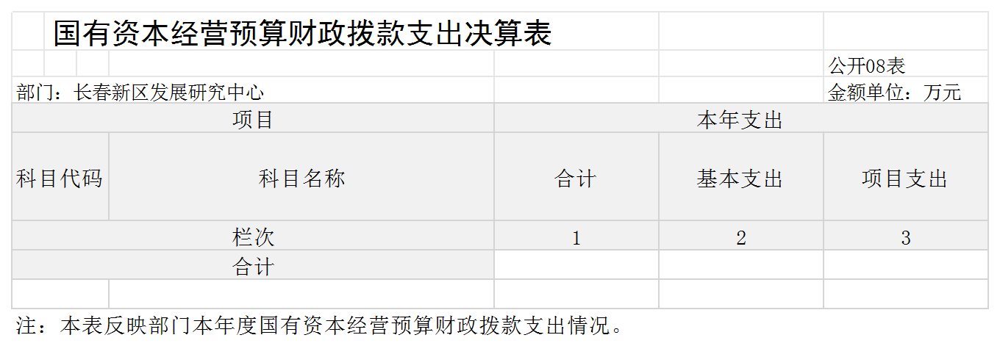 国有资本经营预算财政拨款支出决算表
公开08表
部门：长春新区发展研究中心 金额单位：万元
项目 本年支出
科目代码 科目名称 合计 基本支出 项目支出
栏次 1 2 3
合计
注：本表反映部门本年度国有资本经营预算财政拨款支出情况。